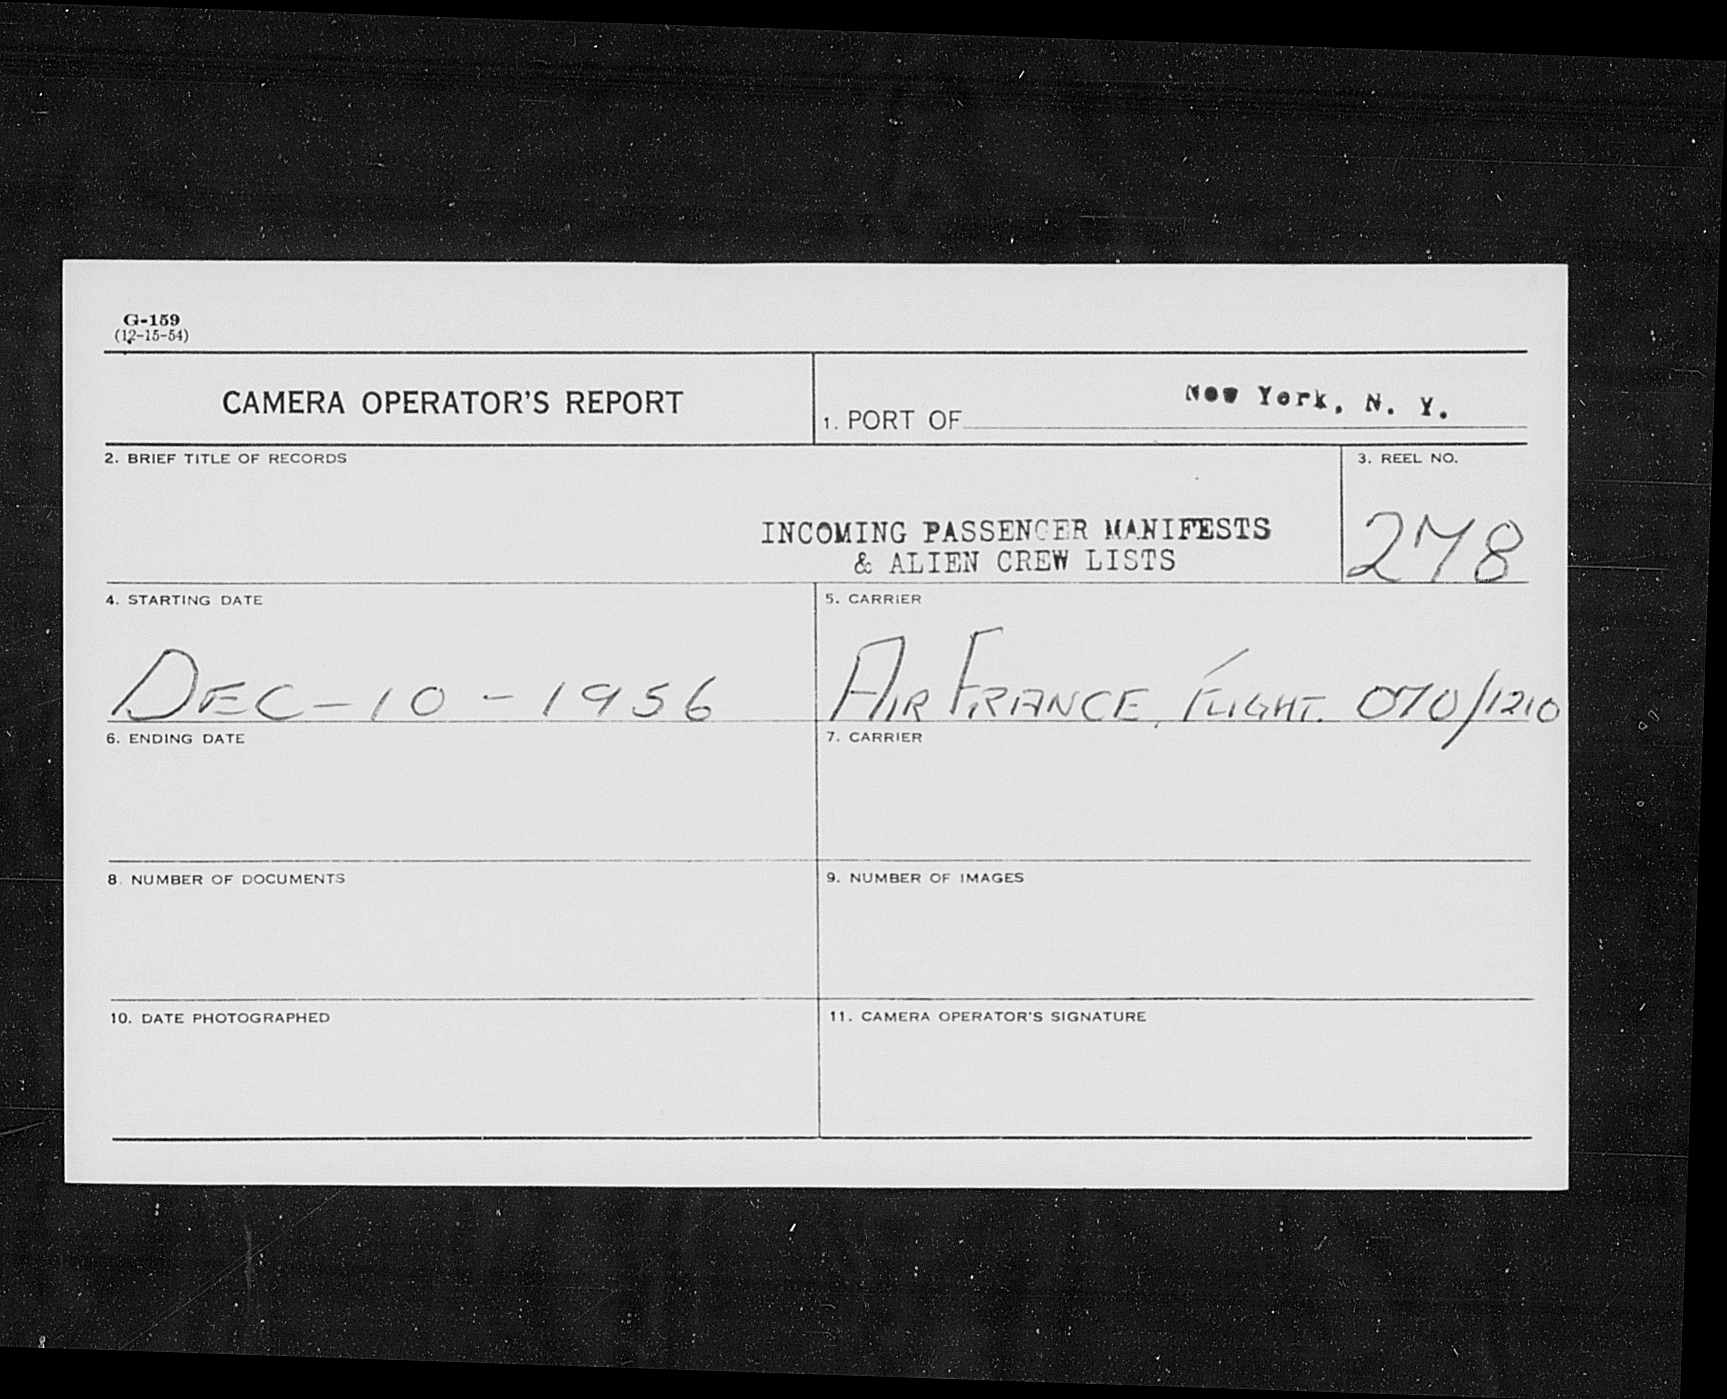 G-159
(12-15-54)
CAMERA OPERATOR'S REPORT
1. PORT OF New York, N. Y.
2. BRIEF TITLE OF RECORDS
3. REEL NO.
INCOMING PASSENGER MANIFESTS
& ALIEN CREW LISTS
278
4. STARTING DATE
5. CARRIER
DEC-10-1956
AIR FRANCE, FLIGHT. 070/1210
6. ENDING DATE
7. CARRIER
8. NUMBER OF DOCUMENTS
9. NUMBER OF IMAGES
10. DATE PHOTOGRAPHED
11. CAMERA OPERATOR'S SIGNATURE